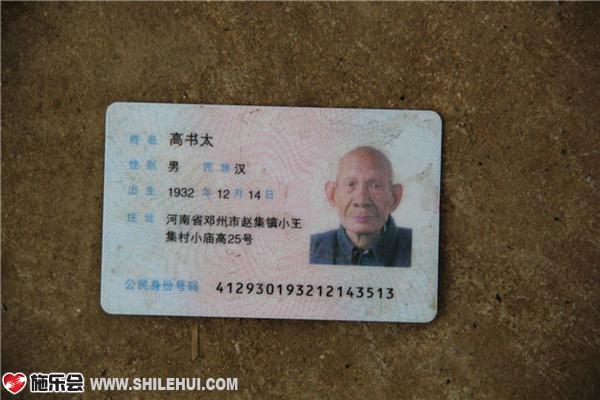 姓名 高书太
性别 男 民族 汉
出生 1932 年 12 月 14 日
住址 河南省邓州市赵集镇小王
集村小庙高25号
公民身份号码 412930193212143513
施乐会 WWW.SHILEHUI.COM